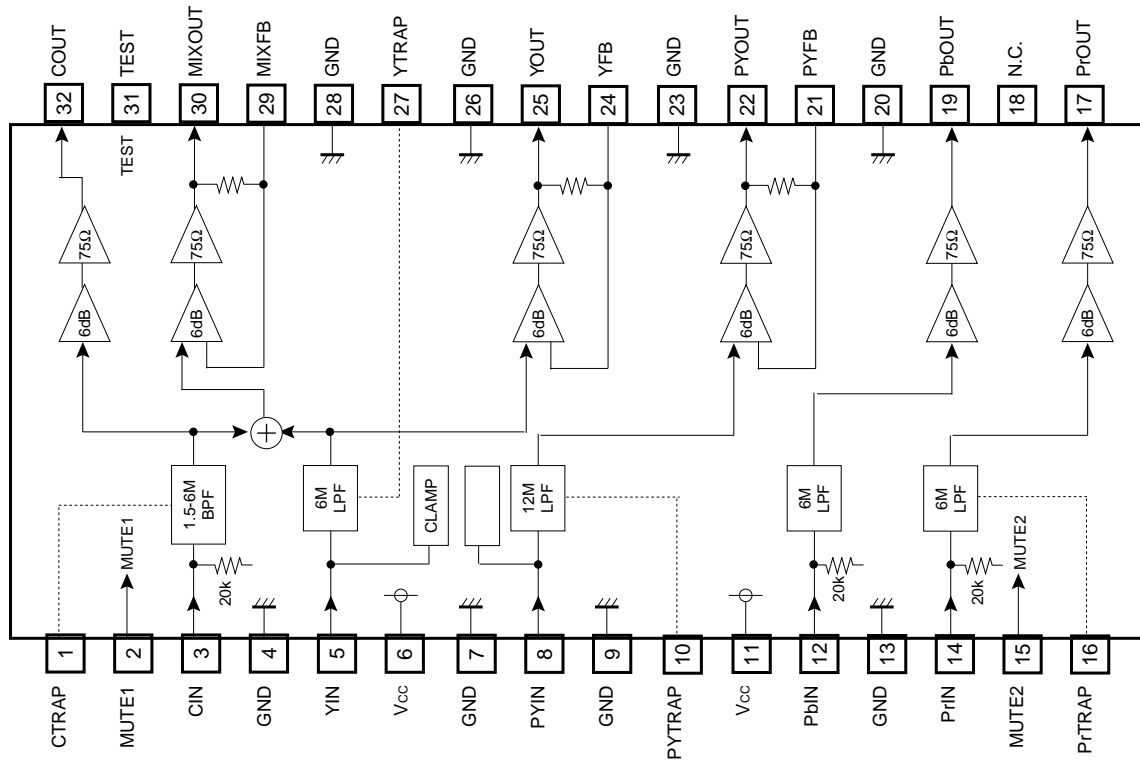 COUT
TEST
MIXOUT
MIXFB
GND
YTRAP
GND
YOUT
YFB
GND
PYOUT
PYFB
GND
PbOUT
N.C.
PrOUT
32
31
30
29
28
27
26
25
24
23
22
21
20
19
18
17
TEST
75Ω
75Ω
75Ω
75Ω
75Ω
75Ω
6dB
6dB
6dB
6dB
6dB
6dB
+
1.5-6M
BPF
6M
LPF
CLAMP
12M
LPF
6M
LPF
6M
LPF
MUTE1
20k
20k
20k
MUTE2
1
2
3
4
5
6
7
8
9
10
11
12
13
14
15
16
CTRAP
MUTE1
CIN
GND
YIN
Vcc
GND
PYIN
GND
PYTRAP
Vcc
PbIN
GND
PrIN
MUTE2
PrTRAP